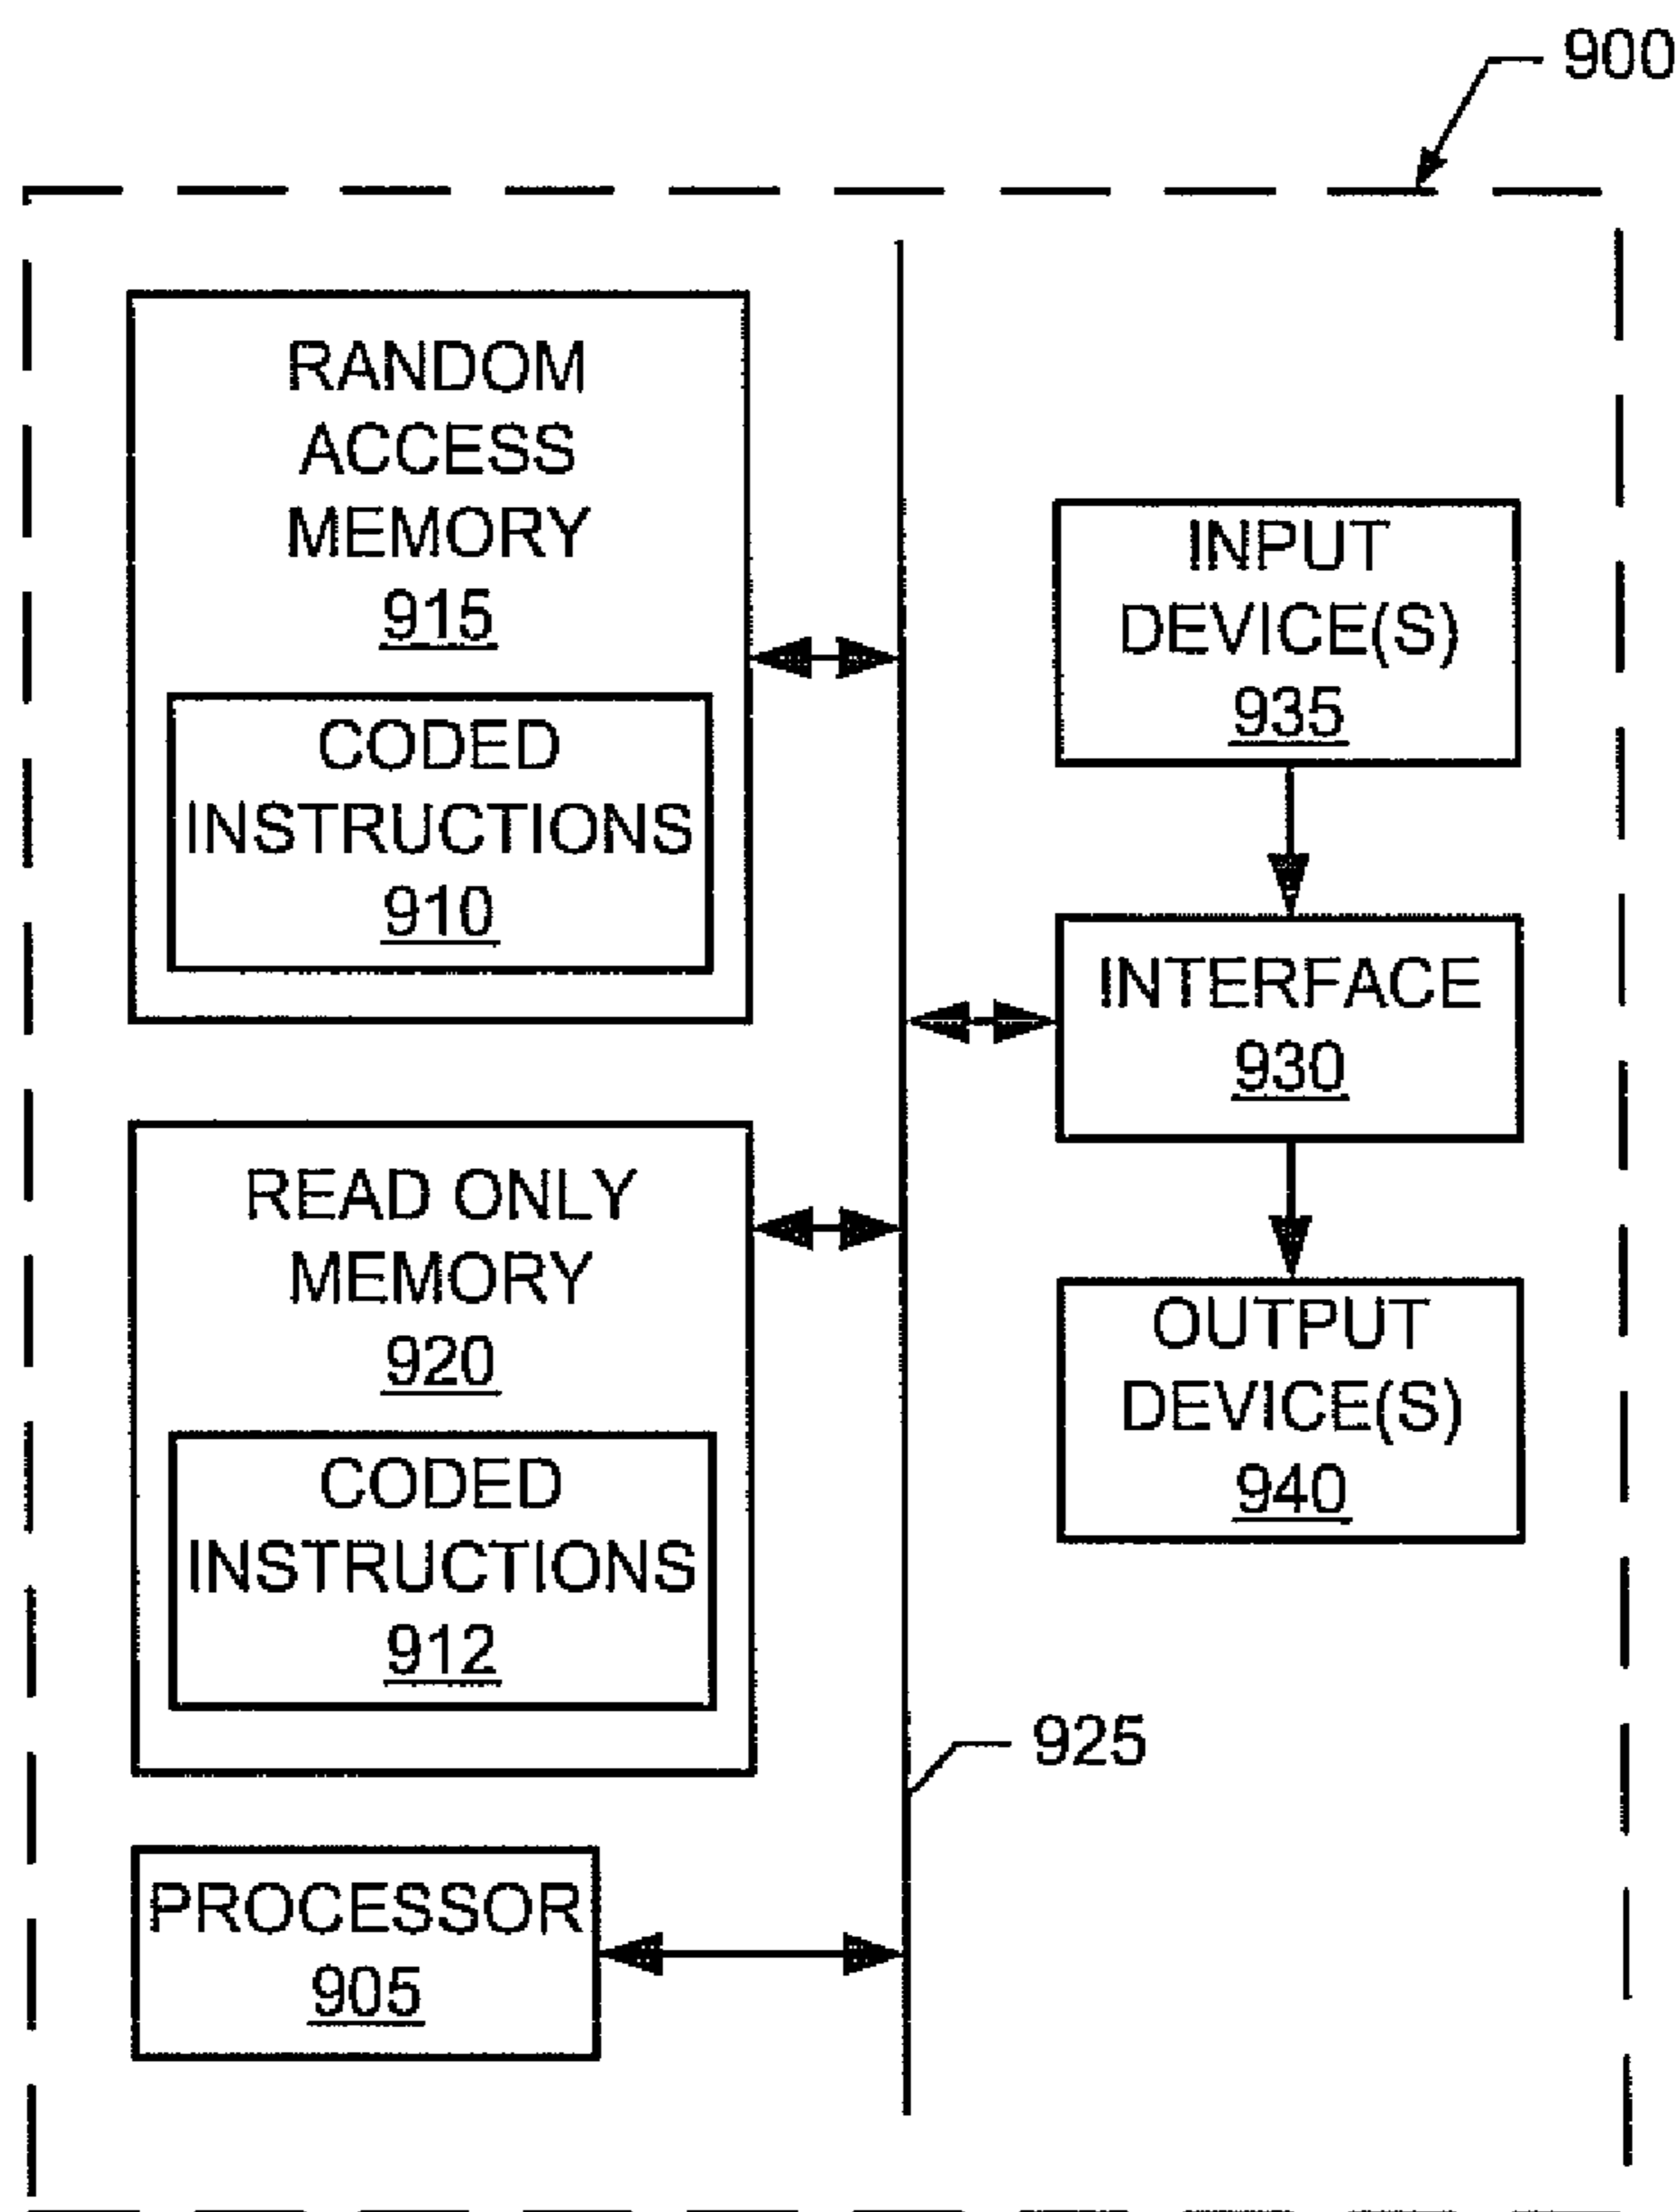 900
RANDOM
ACCESS
MEMORY
915
CODED
INSTRUCTIONS
910
INPUT
DEVICE(S)
935
INTERFACE
930
READ ONLY
MEMORY
920
CODED
INSTRUCTIONS
912
OUTPUT
DEVICE(S)
940
925
PROCESSOR
905